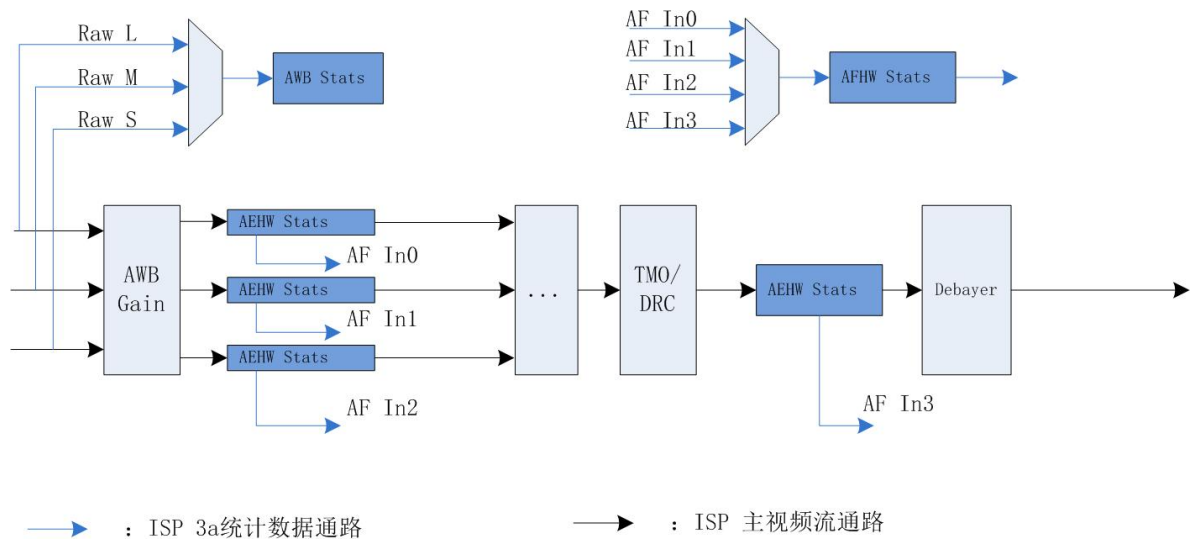 Raw L
Raw M
Raw S
AWB Stats
AF In0
AF In1
AF In2
AF In3
AFHW Stats
AWB
Gain
AEHW Stats
AF In0
AEHW Stats
AF In1
AEHW Stats
AF In2
...
TMO/
DRC
AEHW Stats
AF In3
Debayer
：ISP 3a统计数据通路
：ISP 主视频流通路